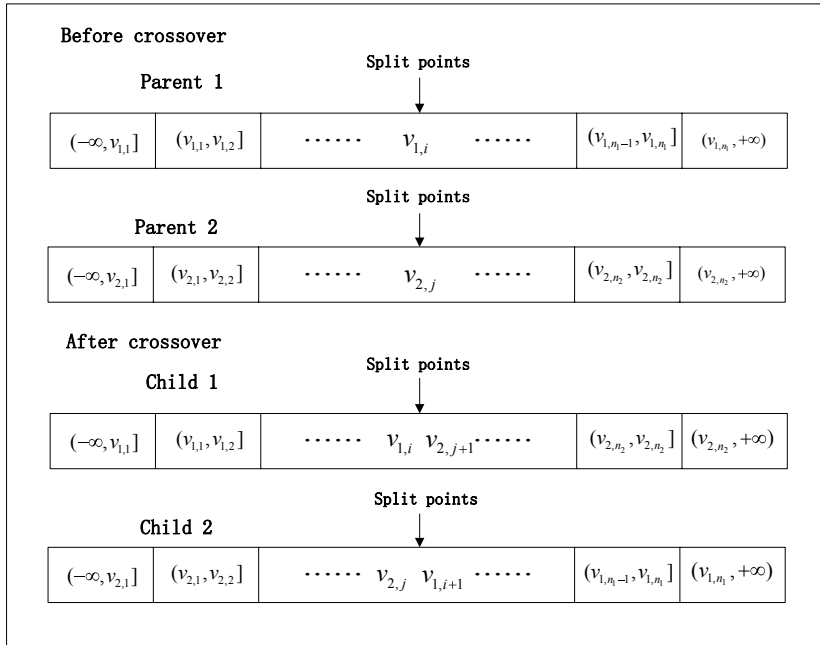 Before crossover
Split points
Parent 1
(−∞, v₁,₁] (v₁,₁, v₁,₂] ······ v₁,ᵢ ······ (v₁,ₙ₁₋₁, v₁,ₙ₁] (v₁,ₙ₁, +∞)
Split points
Parent 2
(−∞, v₂,₁] (v₂,₁, v₂,₂] ······ v₂,ⱼ ······ (v₂,ₙ₂, v₂,ₙ₂] (v₂,ₙ₂, +∞)
After crossover
Split points
Child 1
(−∞, v₁,₁] (v₁,₁, v₁,₂] ······ v₁,ᵢ v₂,ⱼ₊₁ ······ (v₂,ₙ₂, v₂,ₙ₂] (v₂,ₙ₂, +∞)
Split points
Child 2
(−∞, v₂,₁] (v₂,₁, v₂,₂] ······ v₂,ⱼ v₁,ᵢ₊₁ ······ (v₁,ₙ₁₋₁, v₁,ₙ₁] (v₁,ₙ₁, +∞)